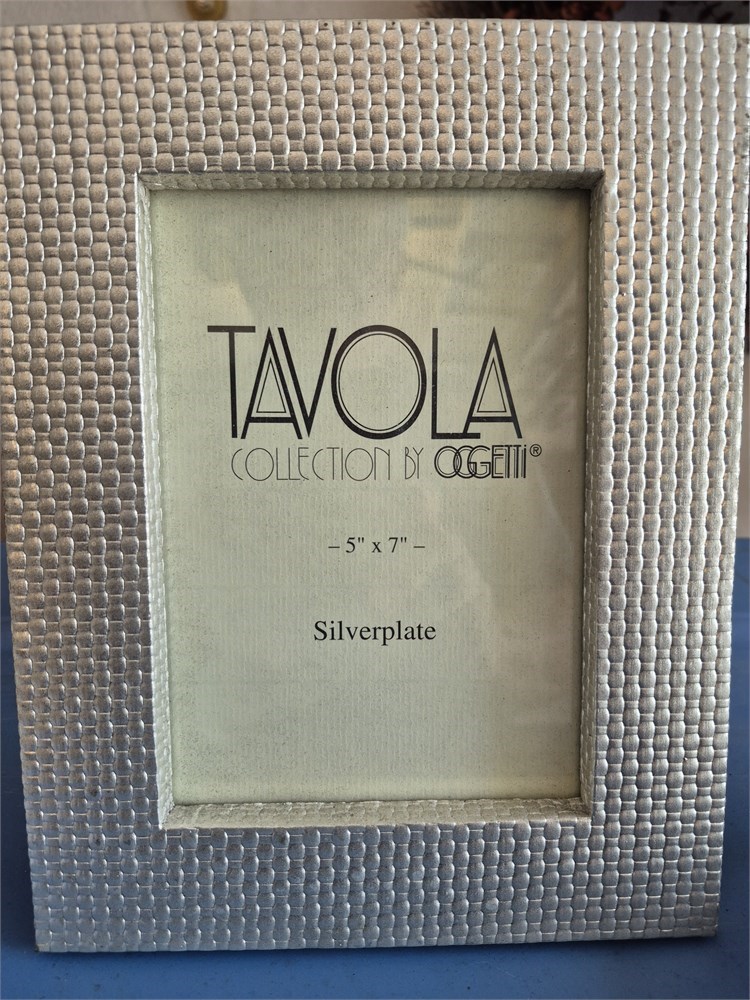 TAVOLA
COLLECTION BY OGGETTI®
– 5" x 7" –
Silverplate